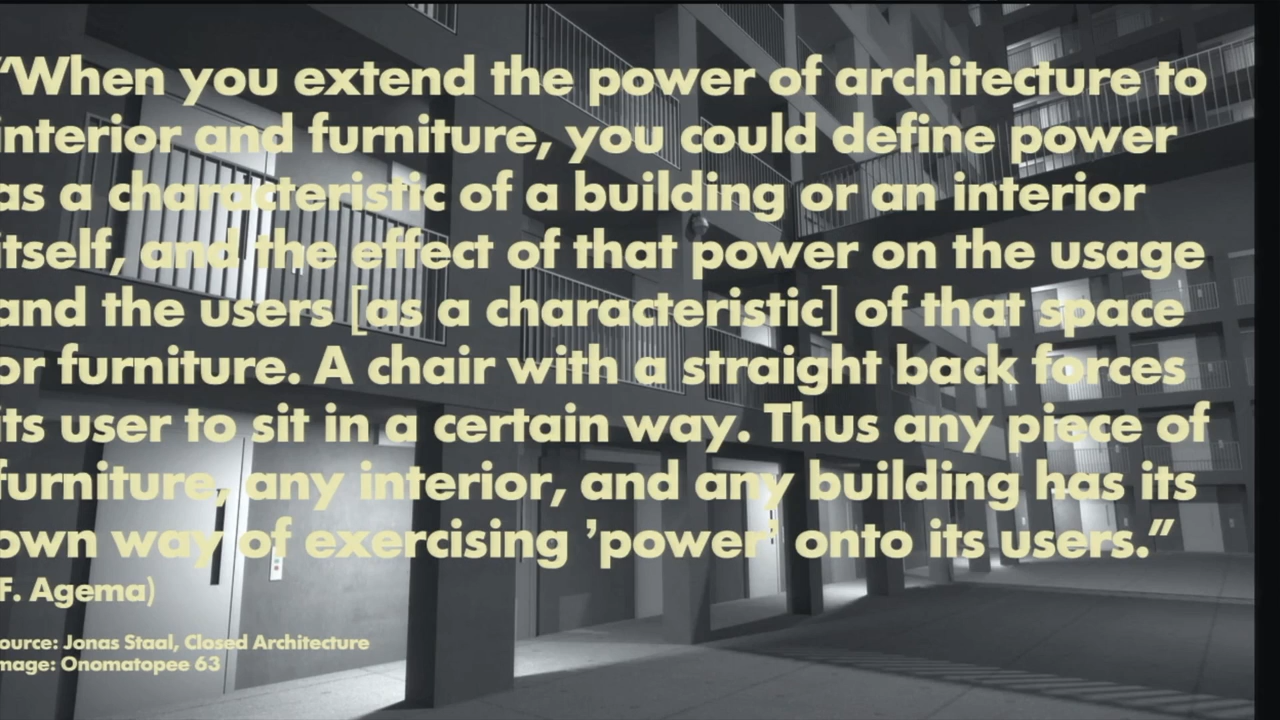 “When you extend the power of architecture to
interior and furniture, you could define power
as a characteristic of a building or an interior
itself, and the effect of that power on the usage
and the users [as a characteristic] of that space
or furniture. A chair with a straight back forces
its user to sit in a certain way. Thus any piece of
furniture, any interior, and any building has its
own way of exercising ’power’ onto its users.”
(F. Agema)
ource: Jonas Staal, Closed Architecture
mage: Onomatopee 63